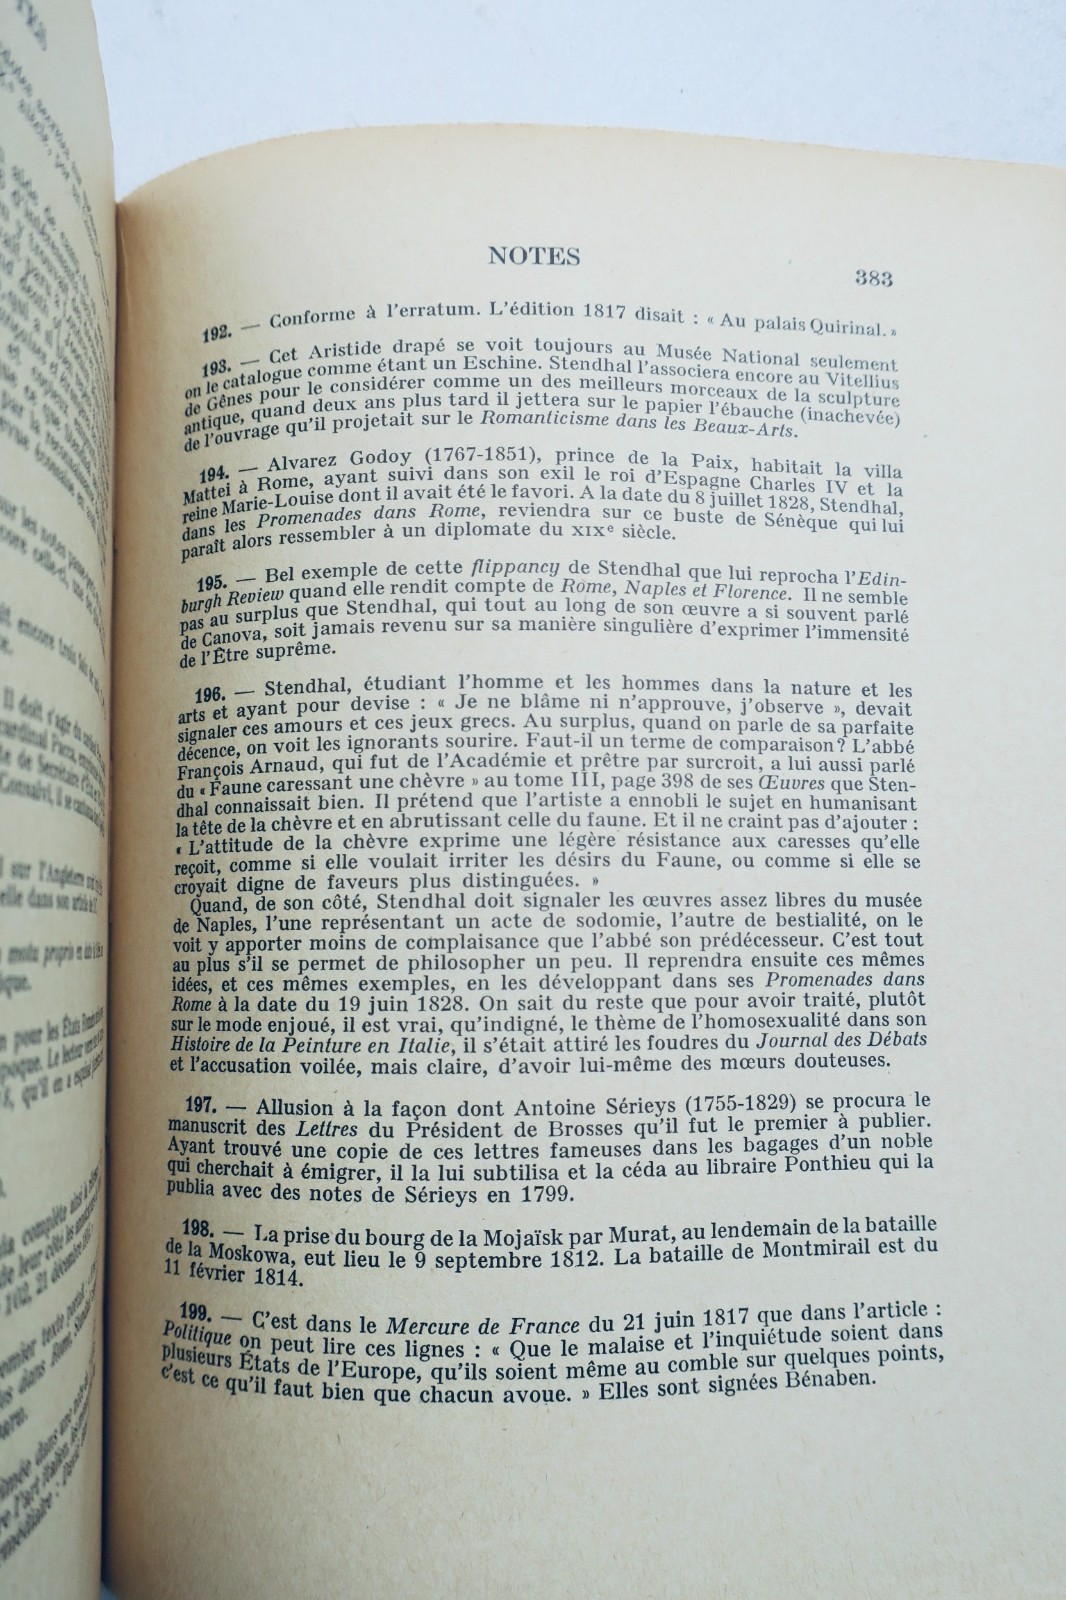 NOTES
383
192. — Conforme à l'erratum. L'édition 1817 disait : « Au palais Quirinal. »
193. — Cet Aristide drapé se voit toujours au Musée National seulement
on le catalogue comme étant un Eschine. Stendhal l'associera encore au Vitellius
de Gênes pour le considérer comme un des meilleurs morceaux de la sculpture
antique, quand deux ans plus tard il jettera sur le papier l'ébauche (inachevée)
de l'ouvrage qu'il projetait sur le Romanticisme dans les Beaux-Arts.
194. — Alvarez Godoy (1767-1851), prince de la Paix, habitait la villa
Mattei à Rome, ayant suivi dans son exil le roi d'Espagne Charles IV et la
reine Marie-Louise dont il avait été le favori. A la date du 8 juillet 1828, Stendhal,
dans les Promenades dans Rome, reviendra sur ce buste de Sénèque qui lui
paraît alors ressembler à un diplomate du XIXe siècle.
195. — Bel exemple de cette flippancy de Stendhal que lui reprocha l'Edin-
burgh Review quand elle rendit compte de Rome, Naples et Florence. Il ne semble
pas au surplus que Stendhal, qui tout au long de son œuvre a si souvent parlé
de Canova, soit jamais revenu sur sa manière singulière d'exprimer l'immensité
de l'Être suprême.
196. — Stendhal, étudiant l'homme et les hommes dans la nature et les
arts et ayant pour devise : « Je ne blâme ni n'approuve, j'observe », devait
signaler ces amours et ces jeux grecs. Au surplus, quand on parle de sa parfaite
décence, on voit les ignorants sourire. Faut-il un terme de comparaison ? L'abbé
François Arnaud, qui fut de l'Académie et prêtre par surcroit, a lui aussi parlé
du « Faune caressant une chèvre » au tome III, page 398 de ses Œuvres que Sten-
dhal connaissait bien. Il prétend que l'artiste a ennobli le sujet en humanisant
la tête de la chèvre et en abrutissant celle du faune. Et il ne craint pas d'ajouter :
« L'attitude de la chèvre exprime une légère résistance aux caresses qu'elle
reçoit, comme si elle voulait irriter les désirs du Faune, ou comme si elle se
croyait digne de faveurs plus distinguées. »
Quand, de son côté, Stendhal doit signaler les œuvres assez libres du musée
de Naples, l'une représentant un acte de sodomie, l'autre de bestialité, on le
voit y apporter moins de complaisance que l'abbé son prédécesseur. C'est tout
au plus s'il se permet de philosopher un peu. Il reprendra ensuite ces mêmes
idées, et ces mêmes exemples, en les développant dans ses Promenades dans
Rome à la date du 19 juin 1828. On sait du reste que pour avoir traité, plutôt
sur le mode enjoué, il est vrai, qu'indigné, le thème de l'homosexualité dans son
Histoire de la Peinture en Italie, il s'était attiré les foudres du Journal des Débats
et l'accusation voilée, mais claire, d'avoir lui-même des mœurs douteuses.
197. — Allusion à la façon dont Antoine Sérieys (1755-1829) se procura le
manuscrit des Lettres du Président de Brosses qu'il fut le premier à publier.
Ayant trouvé une copie de ces lettres fameuses dans les bagages d'un noble
qui cherchait à émigrer, il la lui subtilisa et la céda au libraire Ponthieu qui la
publia avec des notes de Sérieys en 1799.
198. — La prise du bourg de la Mojaïsk par Murat, au lendemain de la bataille
de la Moskowa, eut lieu le 9 septembre 1812. La bataille de Montmirail est du
11 février 1814.
199. — C'est dans le Mercure de France du 21 juin 1817 que dans l'article :
Politique on peut lire ces lignes : « Que le malaise et l'inquiétude soient dans
plusieurs États de l'Europe, qu'ils soient même au comble sur quelques points,
c'est ce qu'il faut bien que chacun avoue. » Elles sont signées Bénaben.